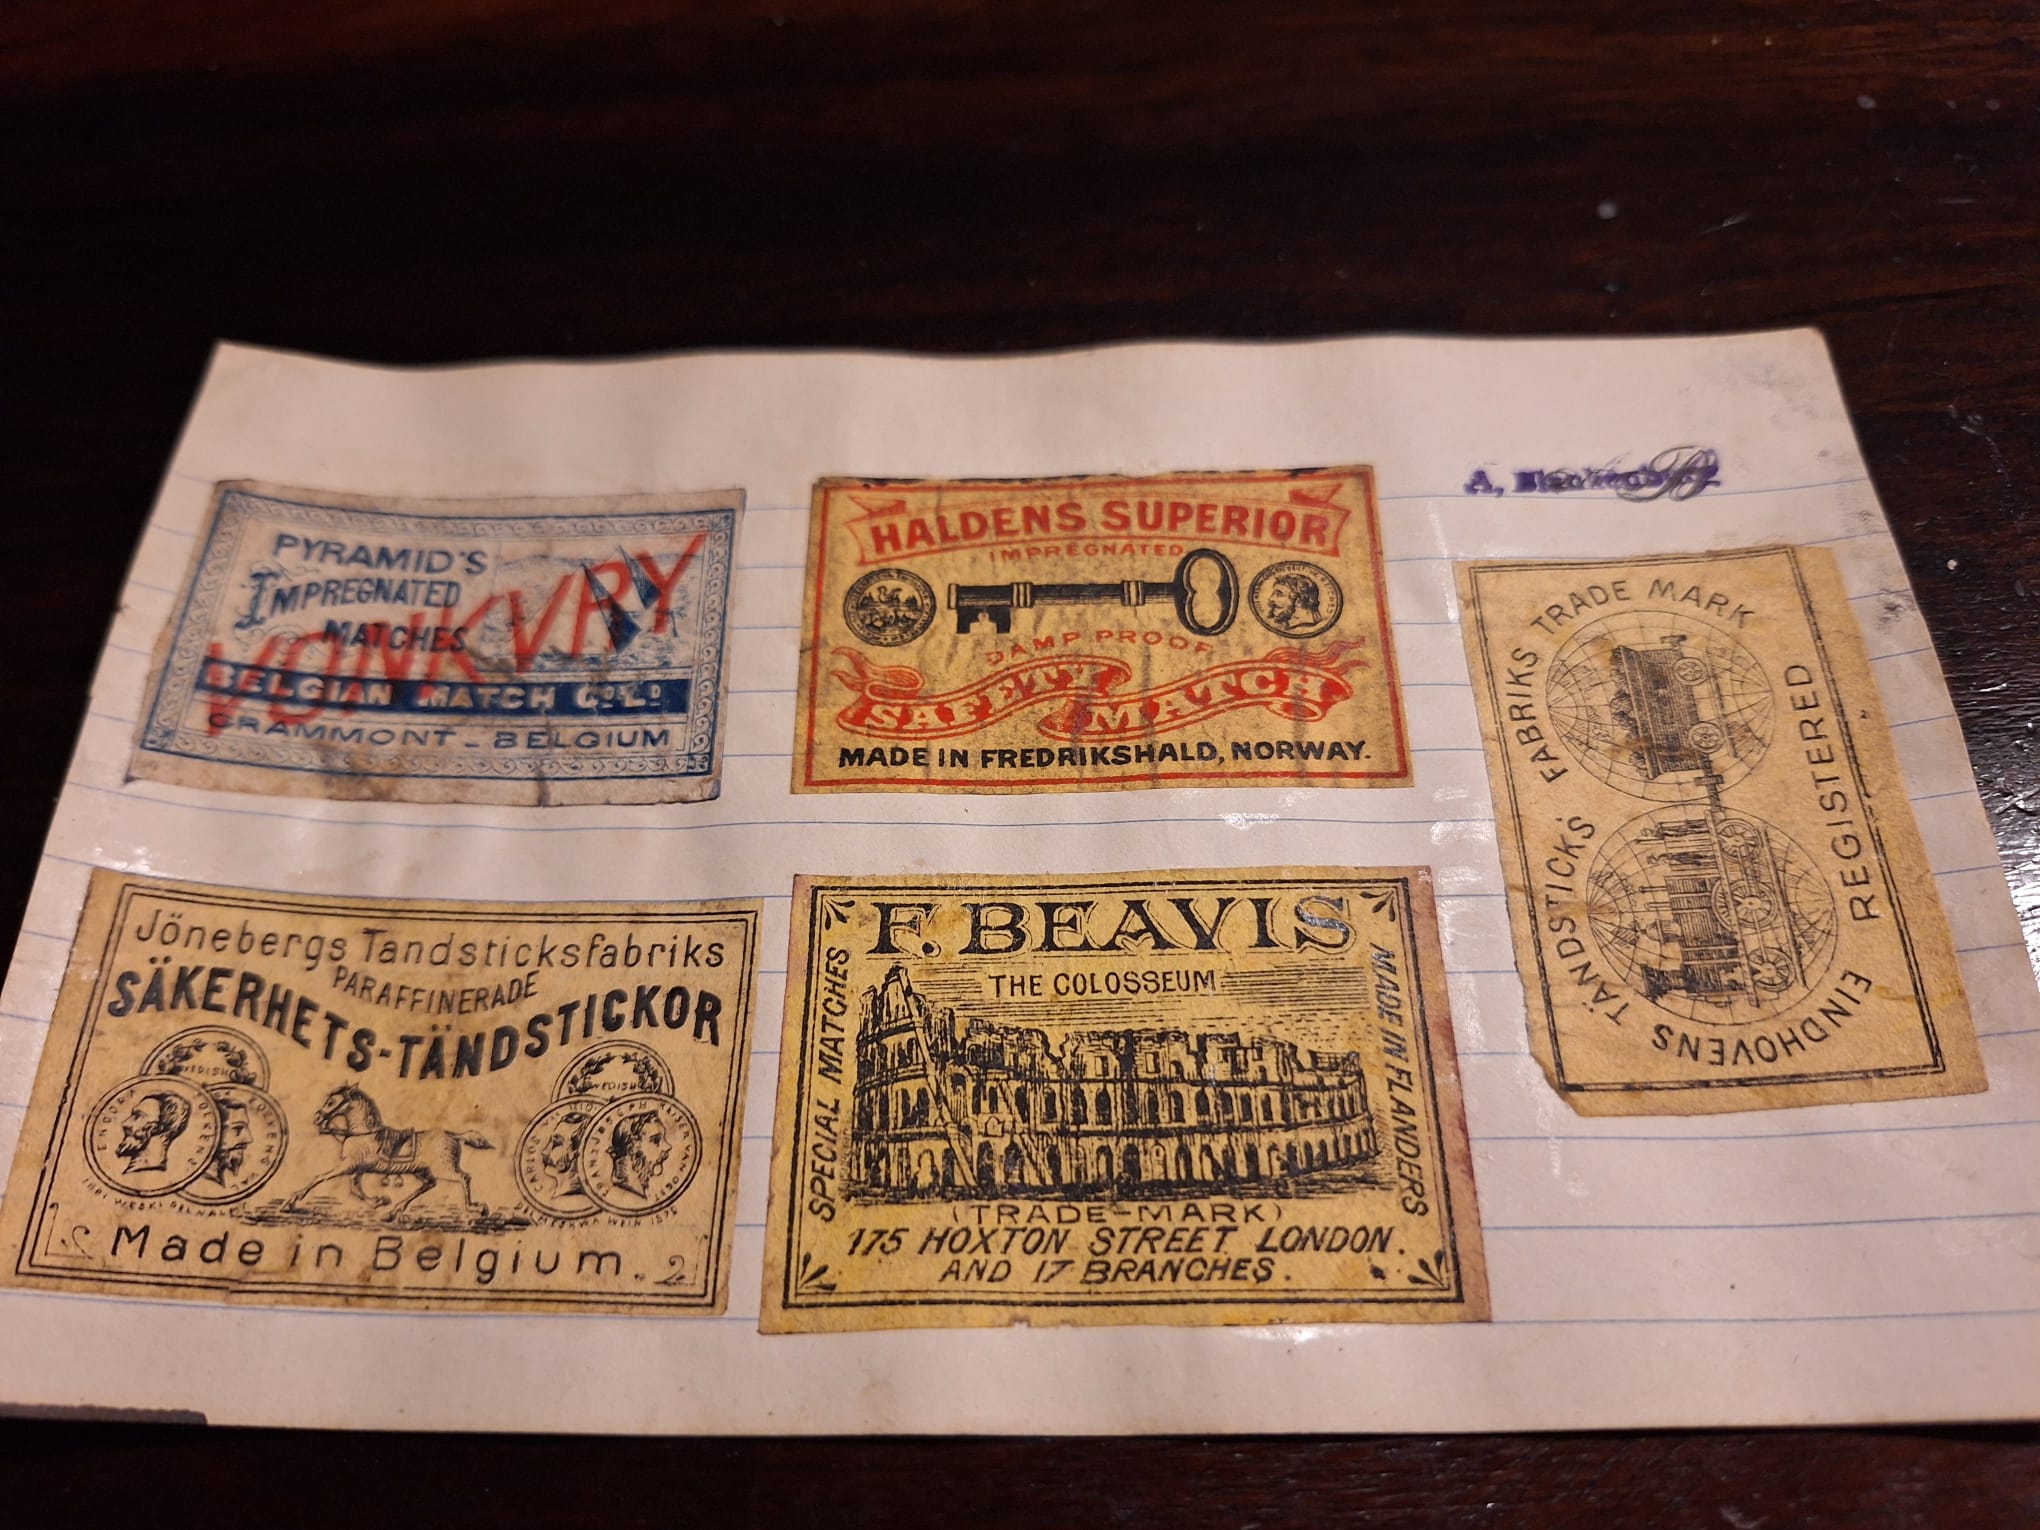 PYRAMID'S
IMPREGNATED
MATCHES
VONKVRY
BELGIAN MATCH Co. Ld.
GRAMMONT - BELGIUM
HALDENS SUPERIOR
IMPREGNATED
DAMP PROOF
SAFETY MATCH
MADE IN FREDRIKSHALD, NORWAY.
A.
EINDHOVENS TÄNDSTICKS' FABRIKS TRADE MARK
REGISTERED
Jönebergs Tandsticksfabriks
PARAFFINERADE
SÄKERHETS-TÄNDSTICKOR
Made in Belgium.
2 2
F. BEAVIS
THE COLOSSEUM
SPECIAL MATCHES
MADE IN FLANDERS
(TRADE-MARK)
175 HOXTON STREET LONDON.
AND 17 BRANCHES.